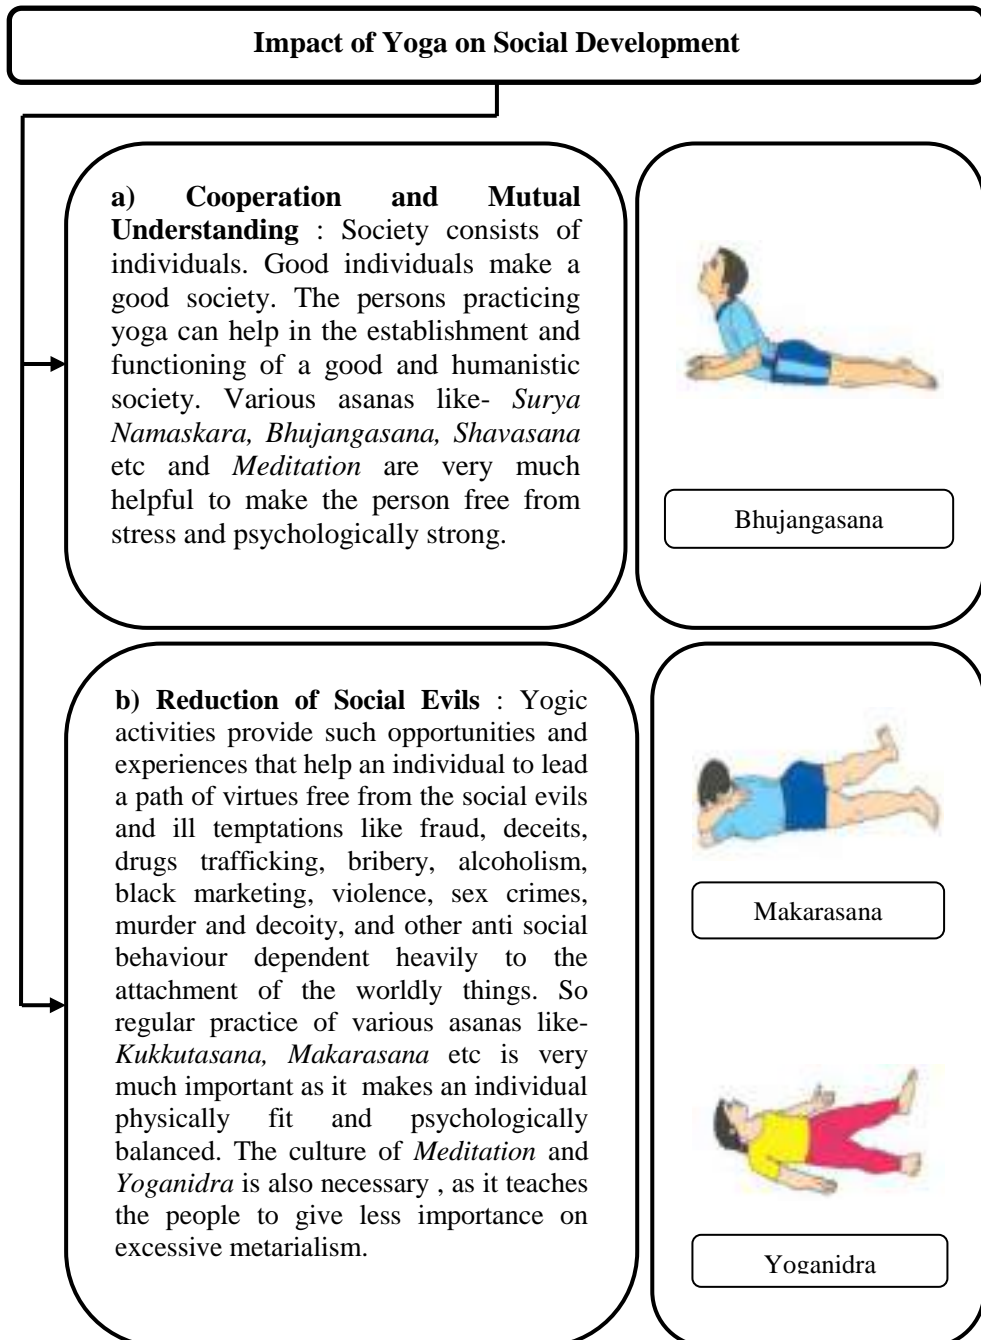 Impact of Yoga on Social Development
a) Cooperation and Mutual
Understanding : Society consists of
individuals. Good individuals make a
good society. The persons practicing
yoga can help in the establishment and
functioning of a good and humanistic
society. Various asanas like- Surya
Namaskara, Bhujangasana, Shavasana
etc and Meditation are very much
helpful to make the person free from
stress and psychologically strong.
Bhujangasana
b) Reduction of Social Evils : Yogic
activities provide such opportunities and
experiences that help an individual to lead
a path of virtues free from the social evils
and ill temptations like fraud, deceits,
drugs trafficking, bribery, alcoholism,
black marketing, violence, sex crimes,
murder and decoity, and other anti social
behaviour dependent heavily to the
attachment of the worldly things. So
regular practice of various asanas like-
Kukkutasana, Makarasana etc is very
much important as it makes an individual
physically fit and psychologically
balanced. The culture of Meditation and
Yoganidra is also necessary , as it teaches
the people to give less importance on
excessive metarialism.
Makarasana
Yoganidra